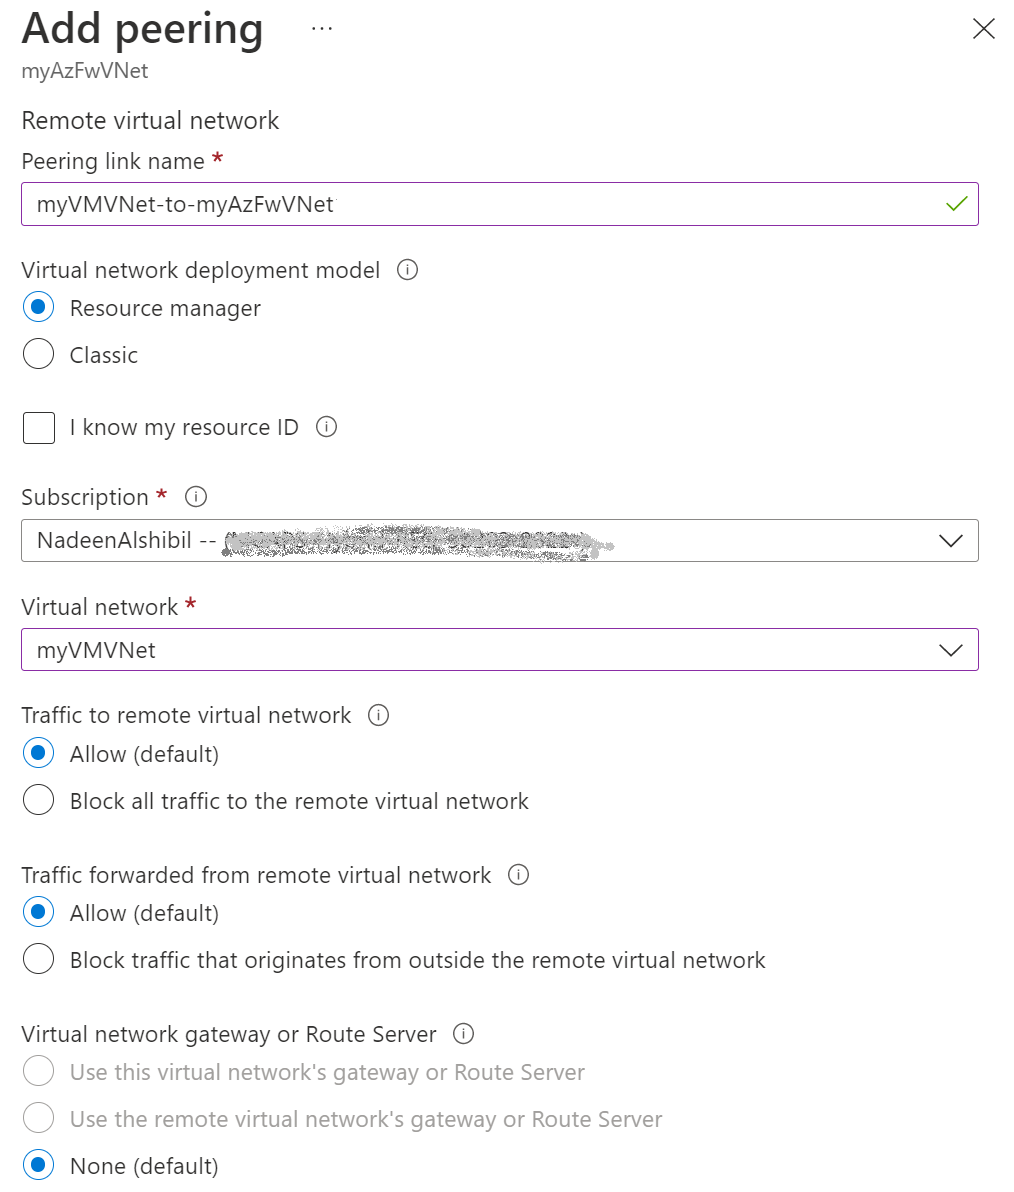 Add peering ...
myAzFwVNet
Remote virtual network
Peering link name *
myVMVNet-to-myAzFwVNet
Virtual network deployment model
Resource manager
Classic
I know my resource ID
Subscription *
NadeenAlshibil --
Virtual network *
myVMVNet
Traffic to remote virtual network
Allow (default)
Block all traffic to the remote virtual network
Traffic forwarded from remote virtual network
Allow (default)
Block traffic that originates from outside the remote virtual network
Virtual network gateway or Route Server
Use this virtual network's gateway or Route Server
Use the remote virtual network's gateway or Route Server
None (default)